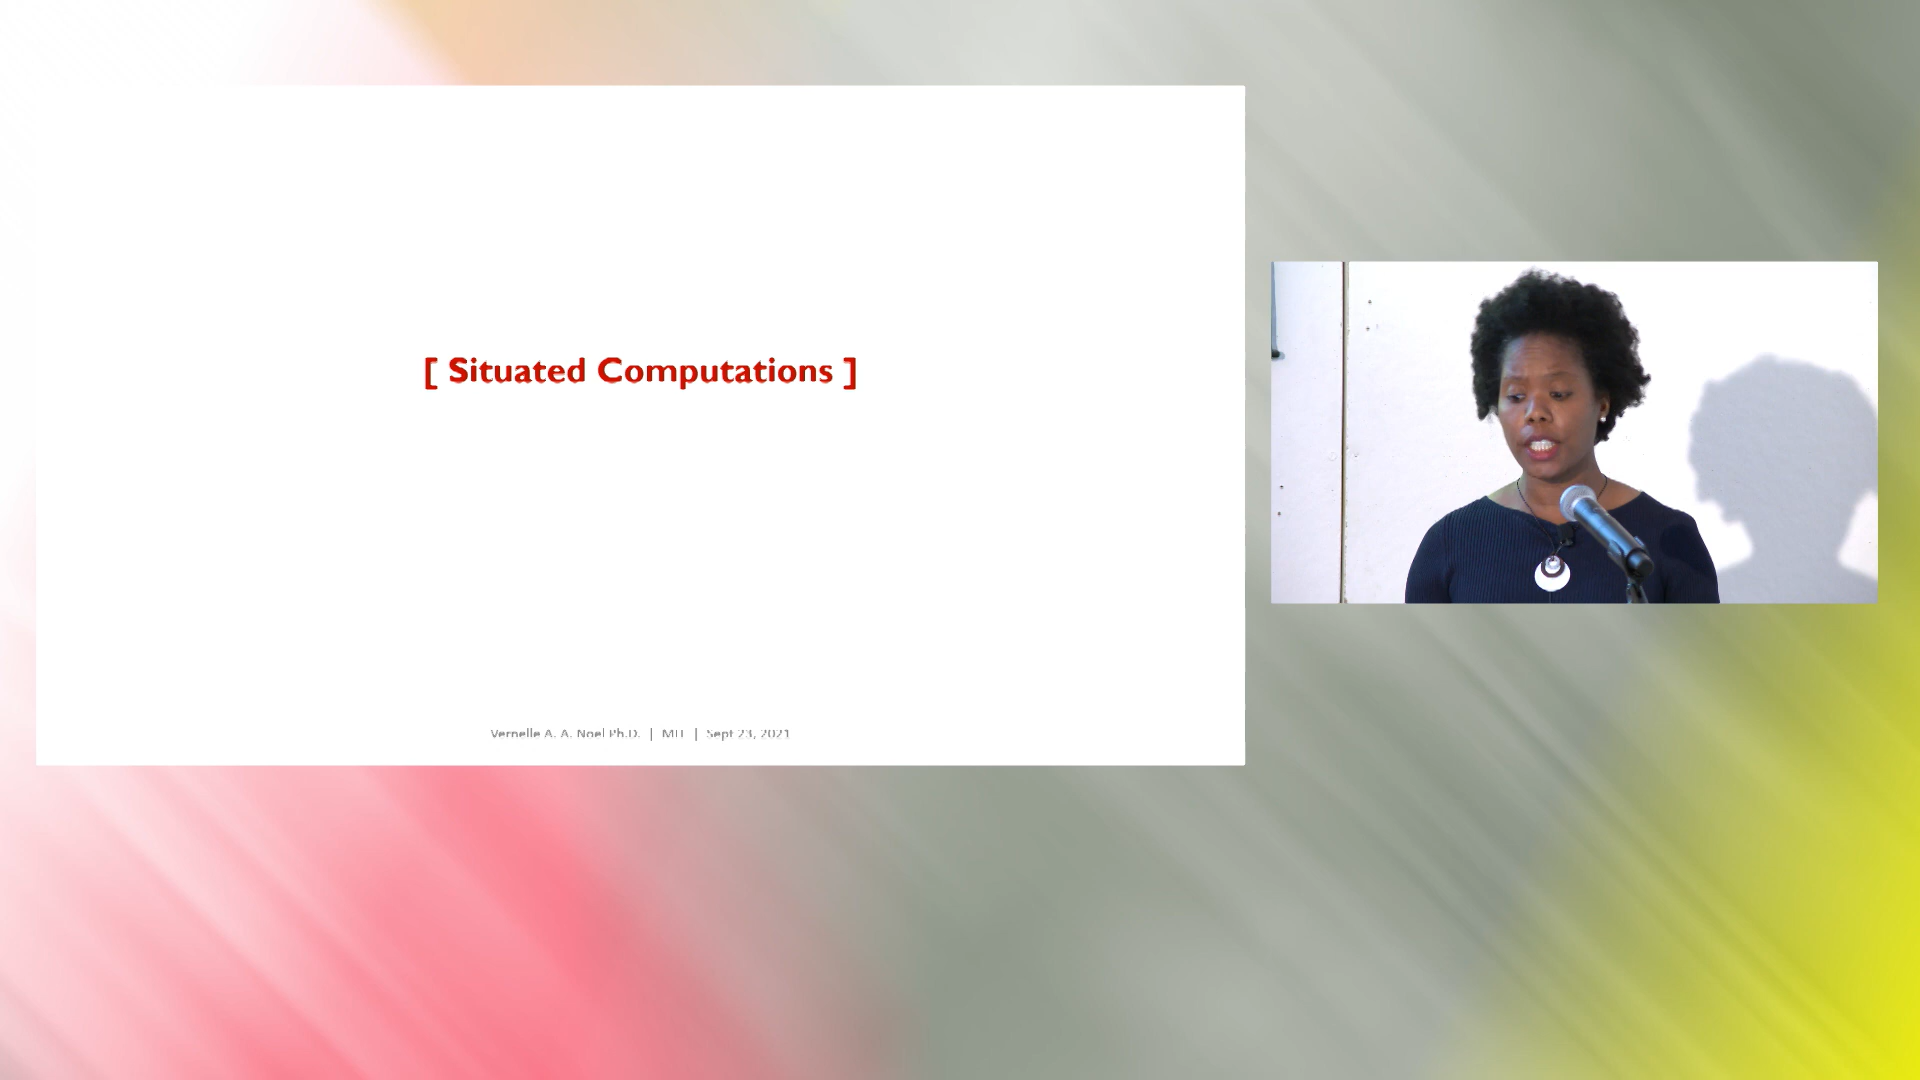 [ Situated Computations ]
Vernelle A. A. Noel Ph.D. | MIT | Sept 23, 2021